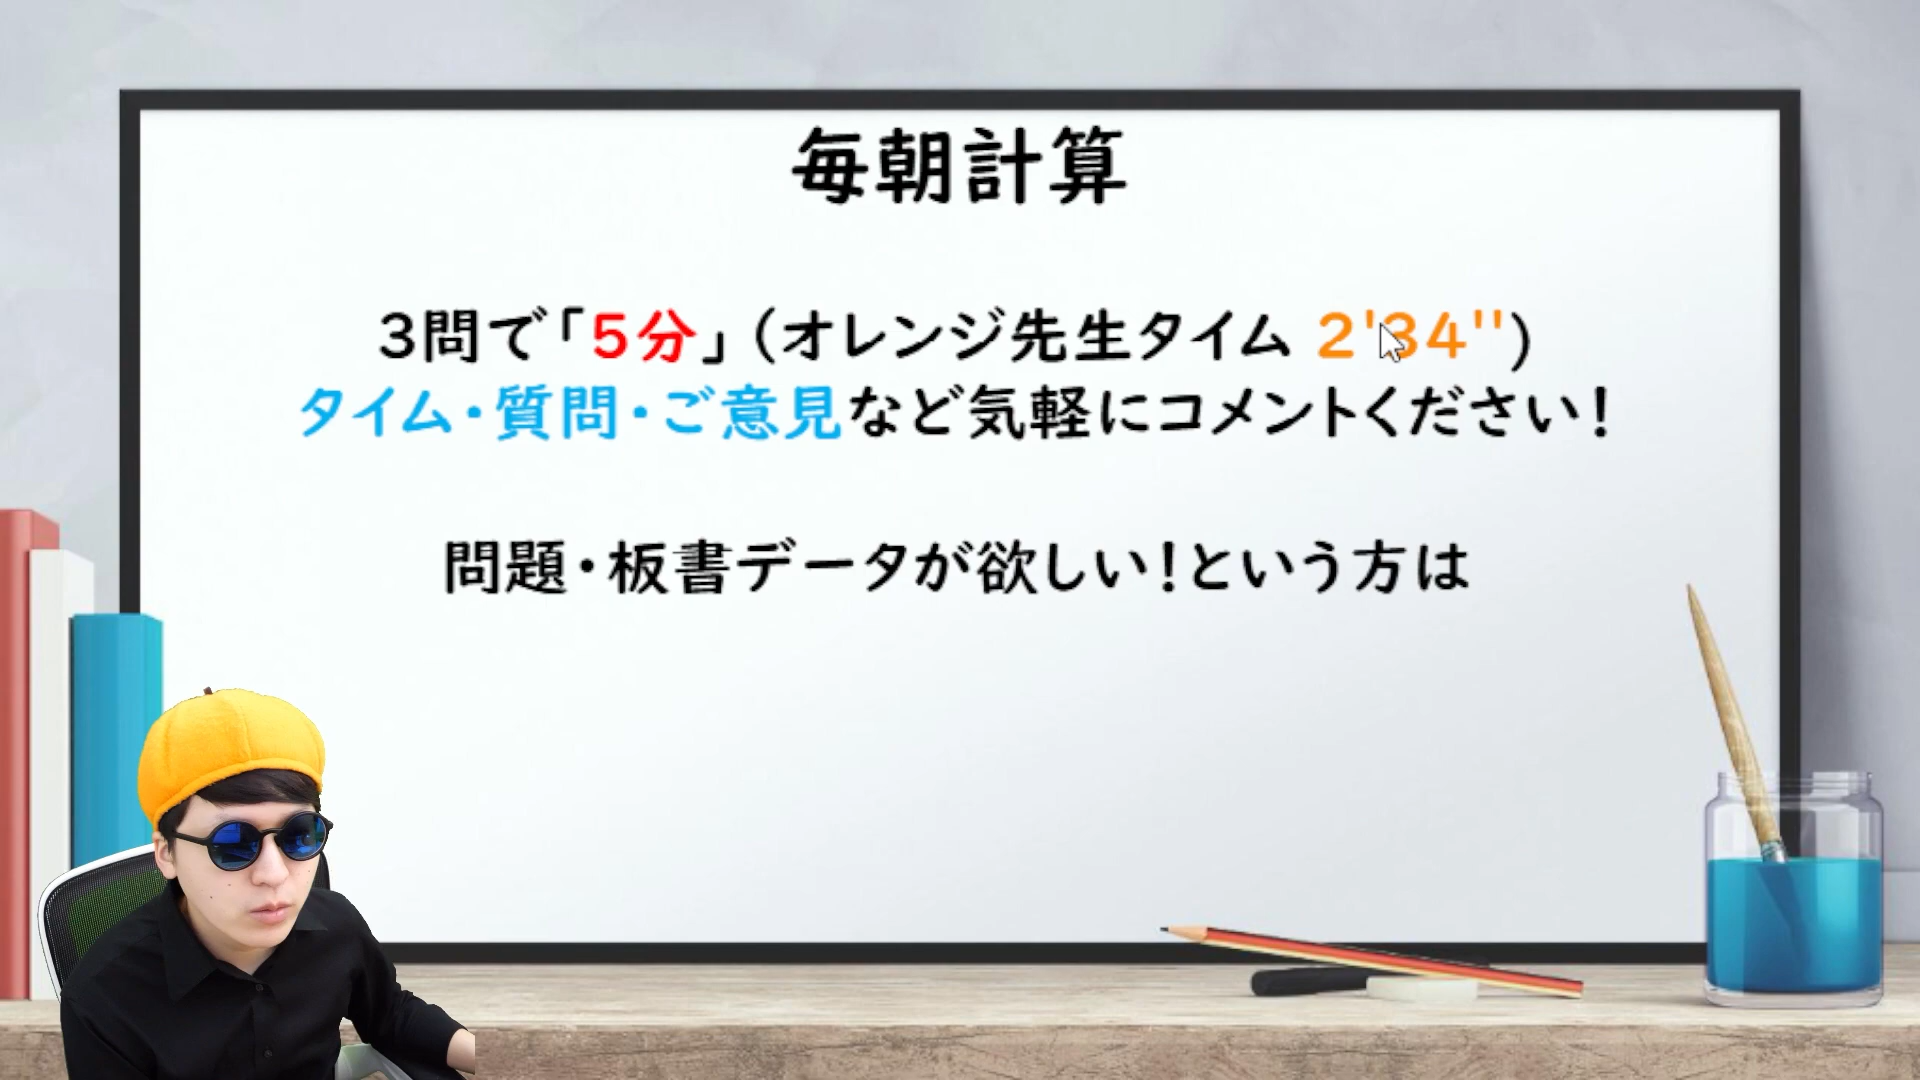 毎朝計算
3問で「5分」（オレンジ先生タイム 2'34''）
タイム・質問・ご意見など気軽にコメントください！
問題・板書データが欲しい！という方は